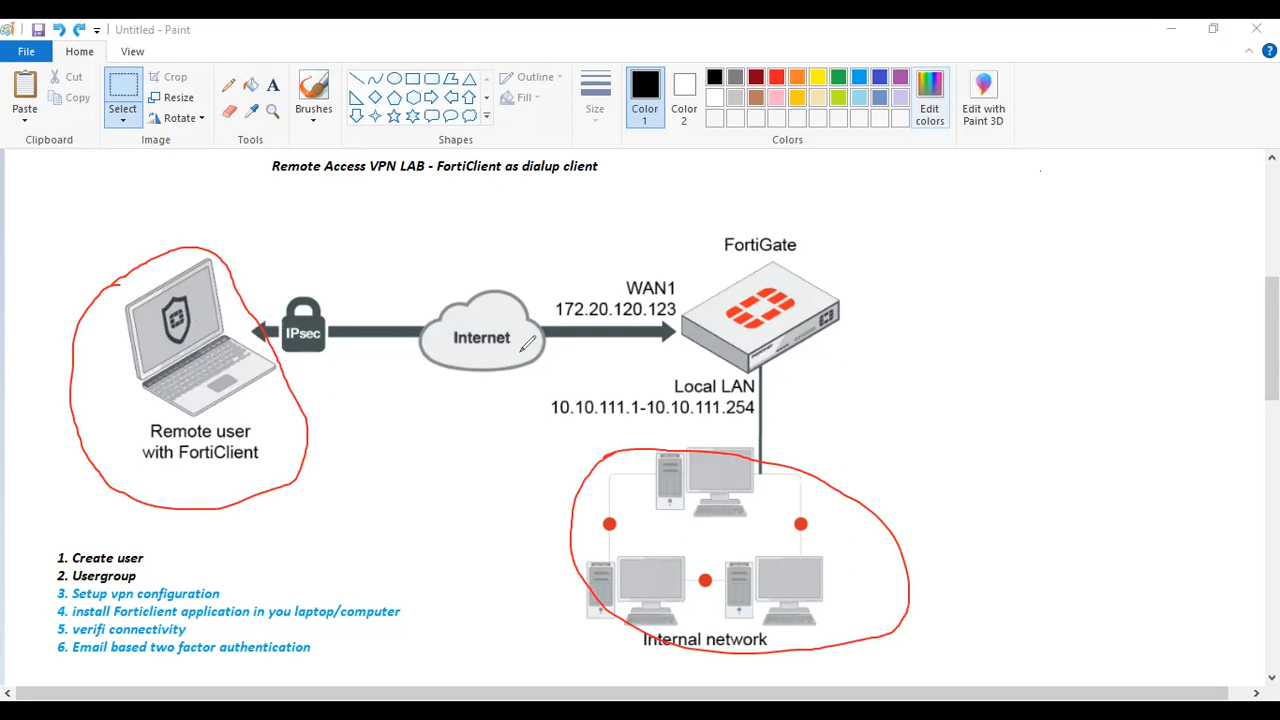 Untitled - Paint
File
Home
View
Paste
Cut
Copy
Clipboard
Select
Crop
Resize
Rotate
Image
A
Tools
Brushes
Outline
Fill
Shapes
Size
Color
1
Color
2
Edit
colors
Edit with
Paint 3D
Colors
Remote Access VPN LAB - FortiClient as dialup client
FortiGate
WAN1
172.20.120.123
IPsec
Internet
Local LAN
10.10.111.1-10.10.111.254
Remote user
with FortiClient
Internal network
1. Create user
2. Usergroup
3. Setup vpn configuration
4. install Forticlient application in you laptop/computer
5. verifi connectivity
6. Email based two factor authentication